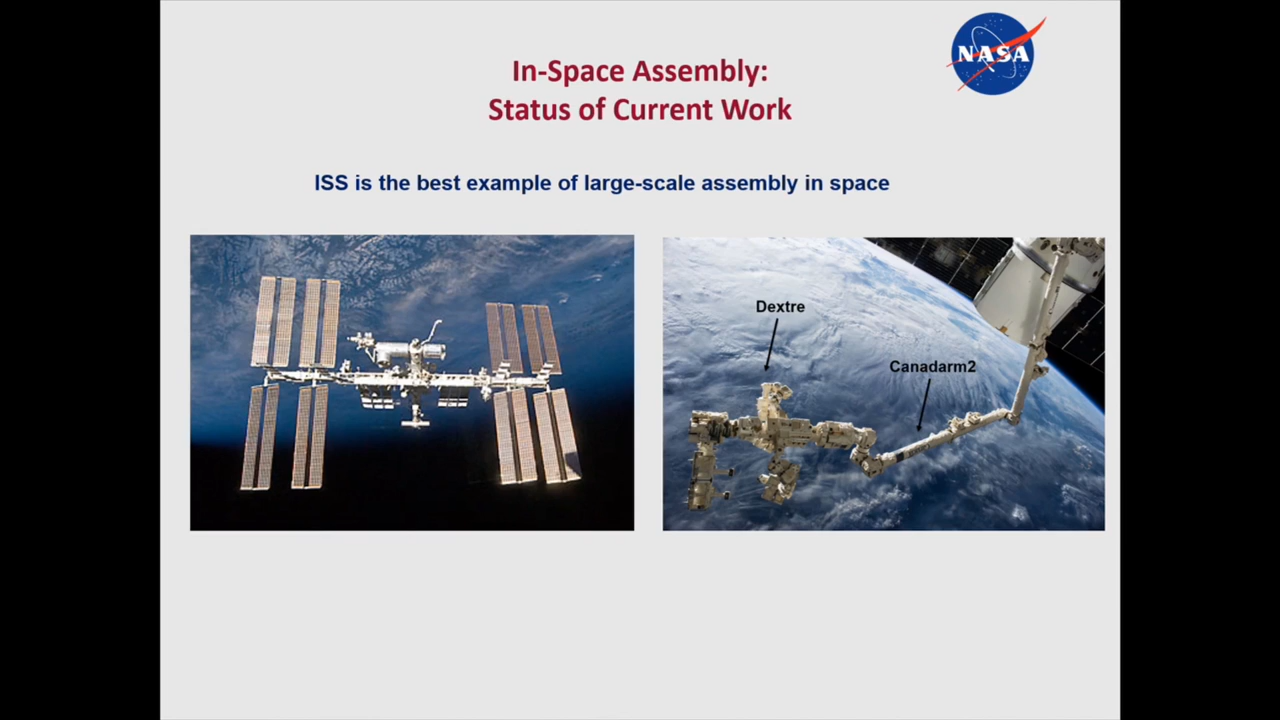 NASA
In-Space Assembly:
Status of Current Work
ISS is the best example of large-scale assembly in space
Dextre
Canadarm2